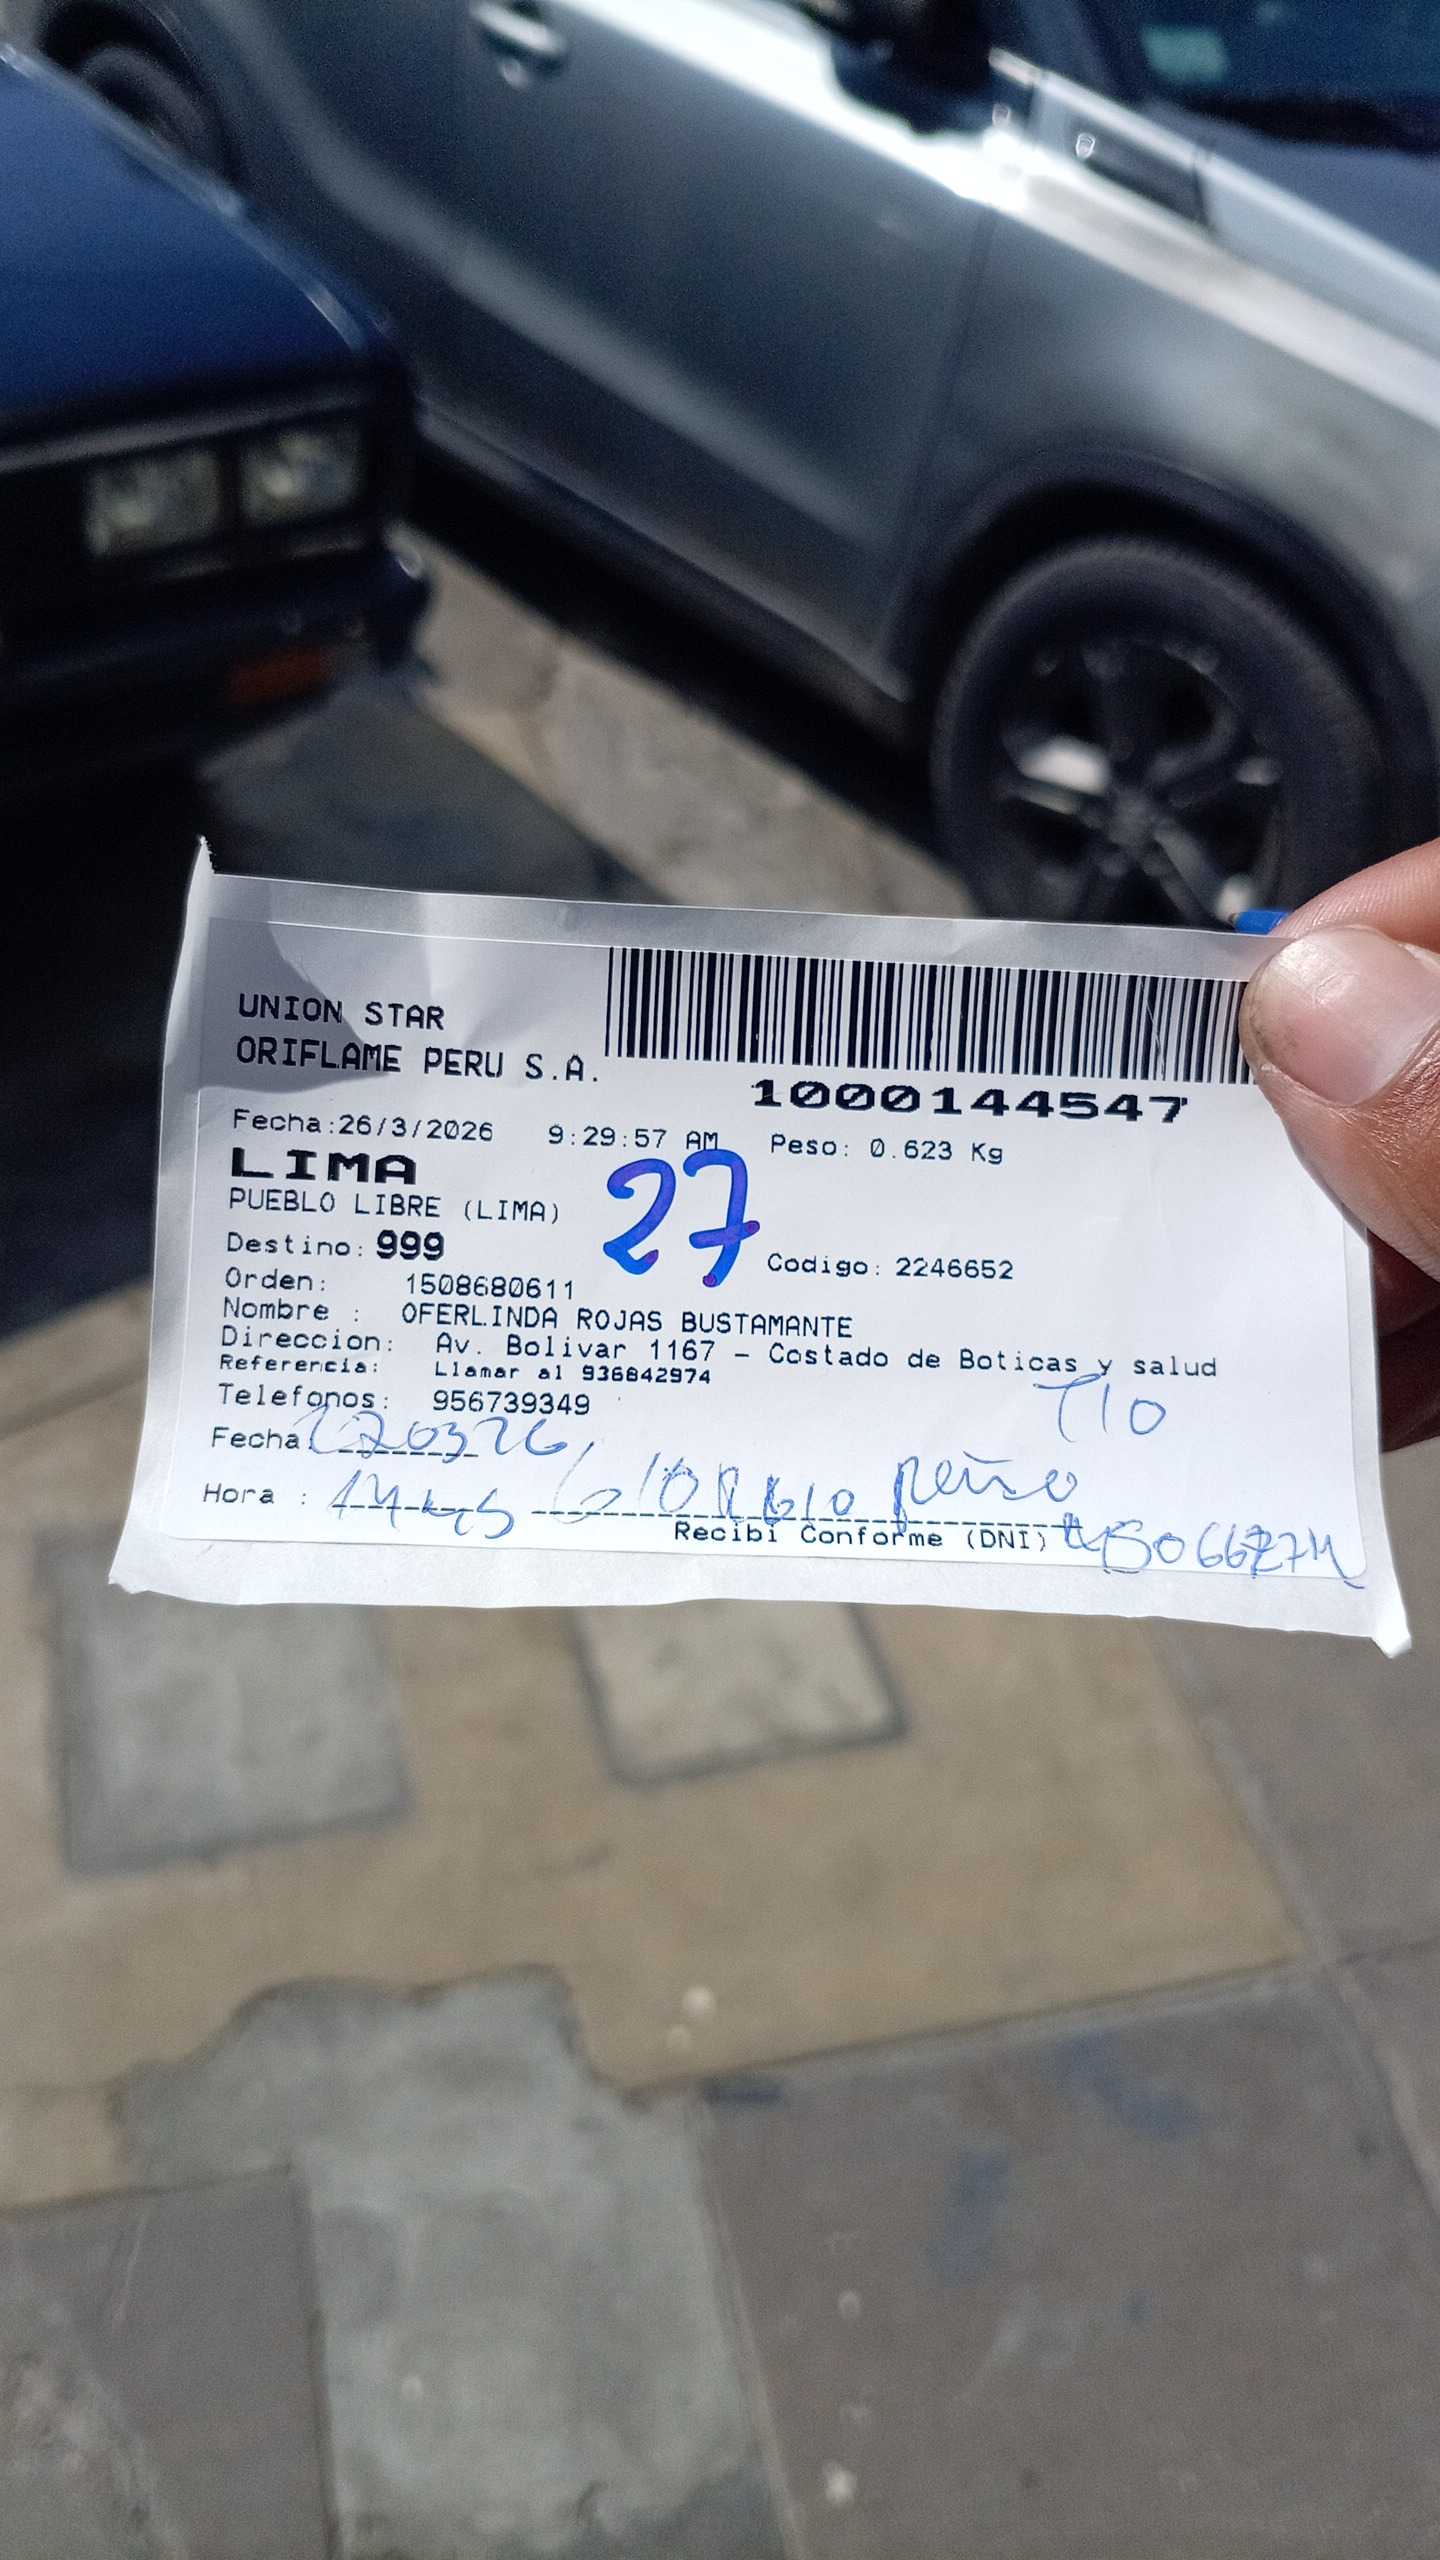 UNION STAR
ORIFLAME PERU S.A.
1000144547
Fecha:26/3/2026 9:29:57 AM Peso: 0.623 Kg
LIMA
27
PUEBLO LIBRE (LIMA)
Destino: 999 Codigo: 2246652
Orden: 1508680611
Nombre : OFERLINDA ROJAS BUSTAMANTE
Direccion: Av. Bolivar 1167 - Costado de Boticas y salud
Referencia: Llamar al 936842974
Telefonos: 956739349
TIO
Fecha:
Hora :
Recibi Conforme (DNI)